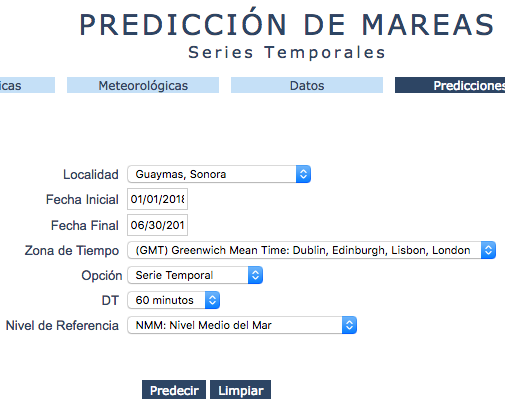 PREDICCIÓN DE MAREAS
Series Temporales
icas Meteorológicas Datos Predicciones
Localidad Guaymas, Sonora
Fecha Inicial 01/01/2018
Fecha Final 06/30/201
Zona de Tiempo (GMT) Greenwich Mean Time: Dublin, Edinburgh, Lisbon, London
Opción Serie Temporal
DT 60 minutos
Nivel de Referencia NMM: Nivel Medio del Mar
Predecir Limpiar